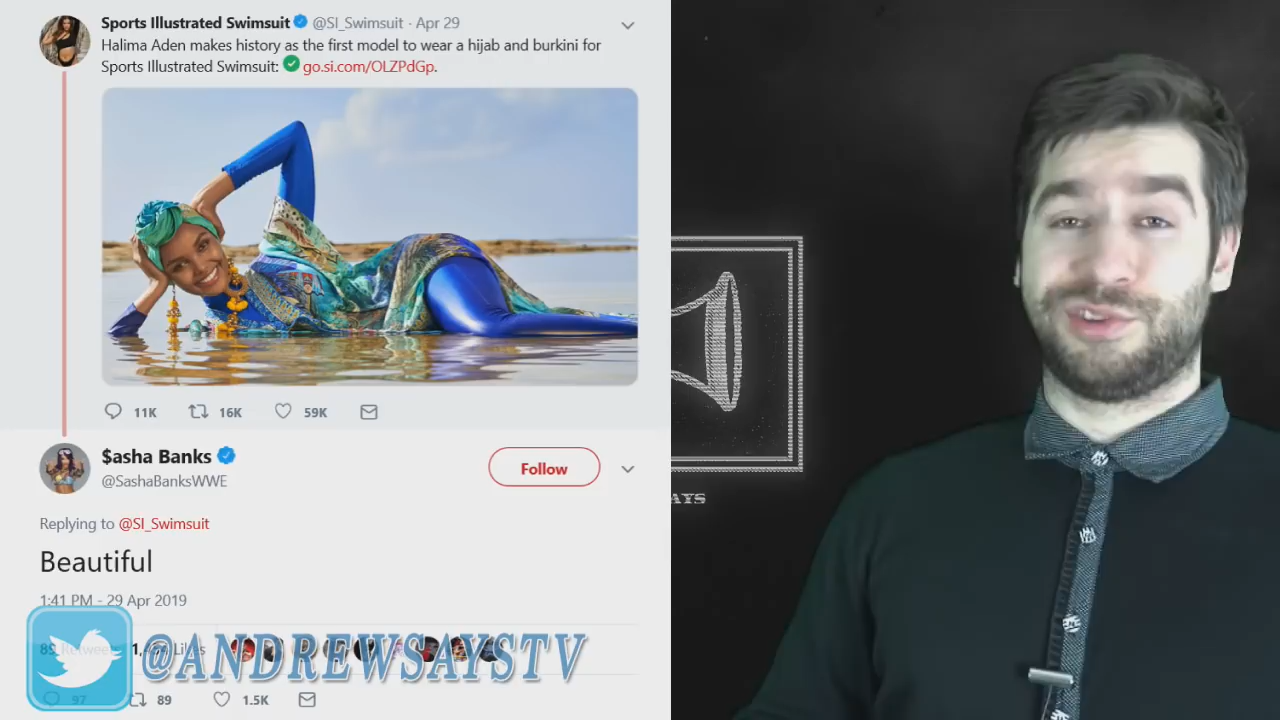 Sports Illustrated Swimsuit @SI_Swimsuit · Apr 29
Halima Aden makes history as the first model to wear a hijab and burkini for
Sports Illustrated Swimsuit: go.si.com/OLZPdGp.
11K 16K 59K
$asha Banks
@SashaBanksWWE
Follow
Replying to @SI_Swimsuit
Beautiful
1:41 PM - 29 Apr 2019
@ANDREWSAYSTV
97 89 1.5K
AYS